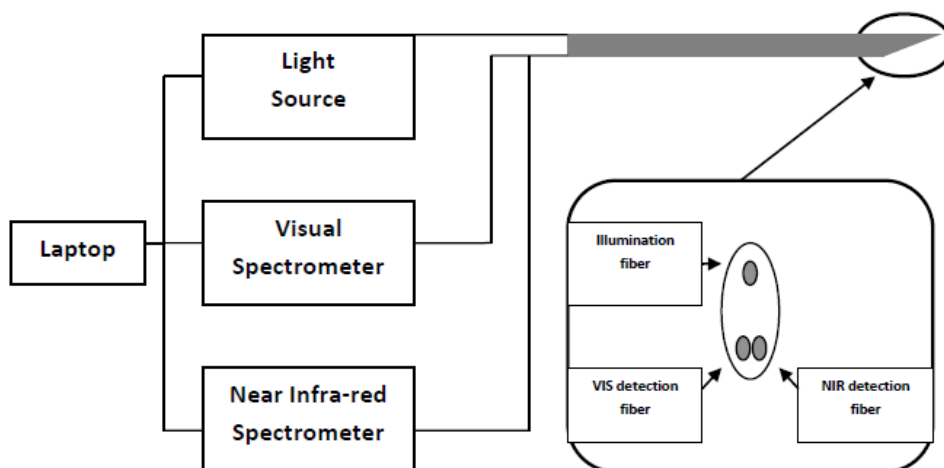 Light
Source
Laptop
Visual
Spectrometer
Near Infra-red
Spectrometer
Illumination
fiber
VIS detection
fiber
NIR detection
fiber